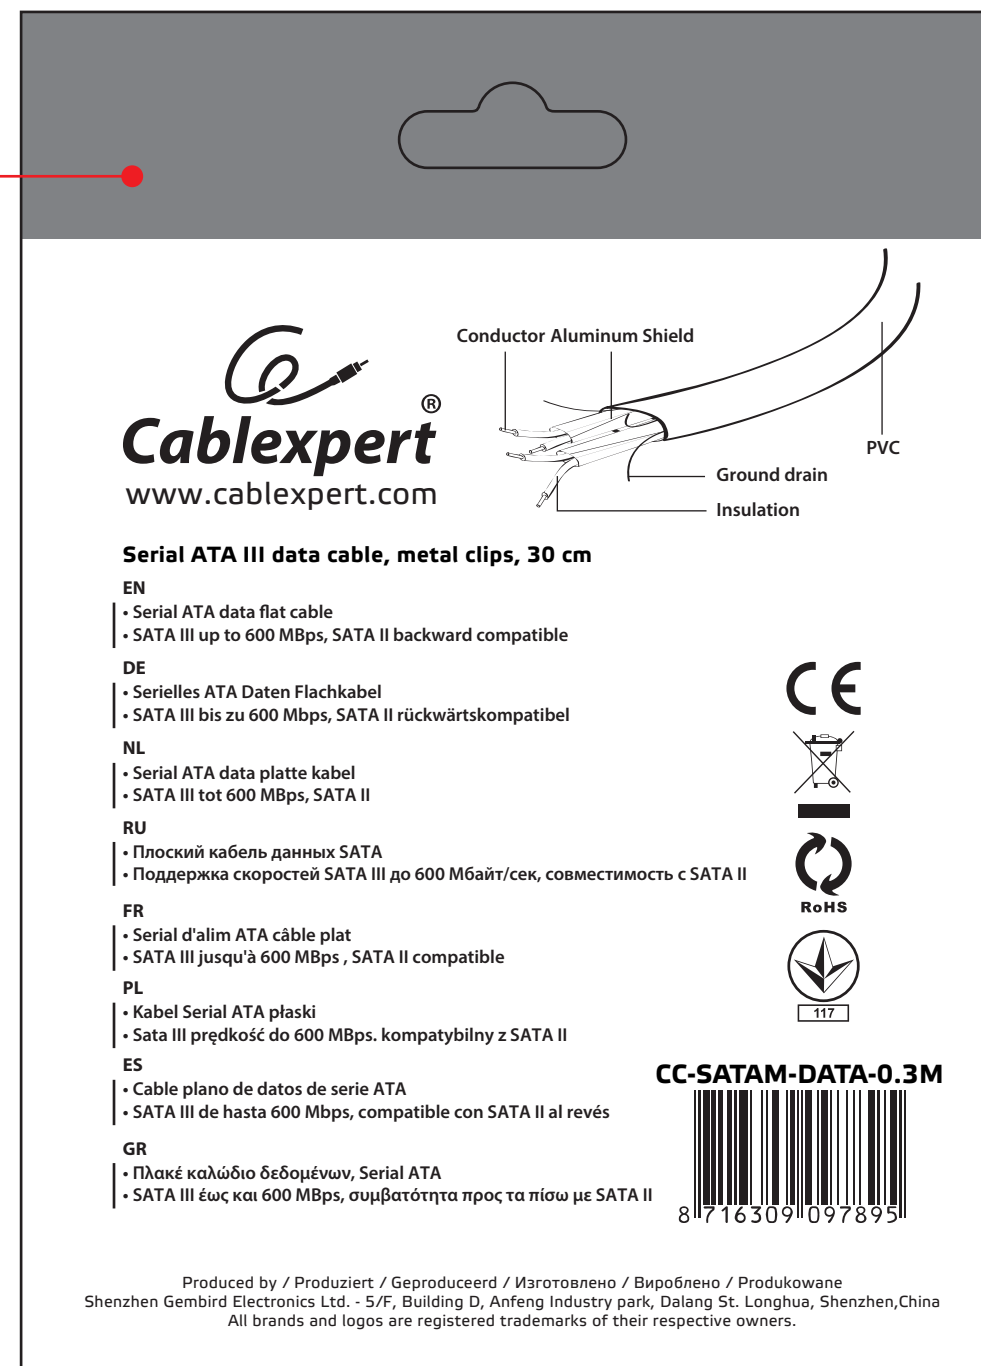 Conductor Aluminum Shield
Cablexpert®
www.cablexpert.com
PVC
Ground drain
Insulation
Serial ATA III data cable, metal clips, 30 cm
EN
• Serial ATA data flat cable
• SATA III up to 600 MBps, SATA II backward compatible
DE
• Serielles ATA Daten Flachkabel
• SATA III bis zu 600 Mbps, SATA II rückwärtskompatibel
NL
• Serial ATA data platte kabel
• SATA III tot 600 MBps, SATA II
RU
• Плоский кабель данных SATA
• Поддержка скоростей SATA III до 600 Мбайт/сек, совместимость с SATA II
FR
• Serial d'alim ATA câble plat
• SATA III jusqu'à 600 MBps , SATA II compatible
PL
• Kabel Serial ATA płaski
• Sata III prędkość do 600 MBps. kompatybilny z SATA II
ES
• Cable plano de datos de serie ATA
• SATA III de hasta 600 Mbps, compatible con SATA II al revés
GR
• Πλακέ καλώδιο δεδομένων, Serial ATA
• SATA III έως και 600 MBps, συμβατότητα προς τα πίσω με SATA II
CE
RoHS
117
CC-SATAM-DATA-0.3M
8 716309 097895
Produced by / Produziert / Geproduceerd / Изготовлено / Вироблено / Produkowane
Shenzhen Gembird Electronics Ltd. - 5/F, Building D, Anfeng Industry park, Dalang St. Longhua, Shenzhen,China
All brands and logos are registered trademarks of their respective owners.